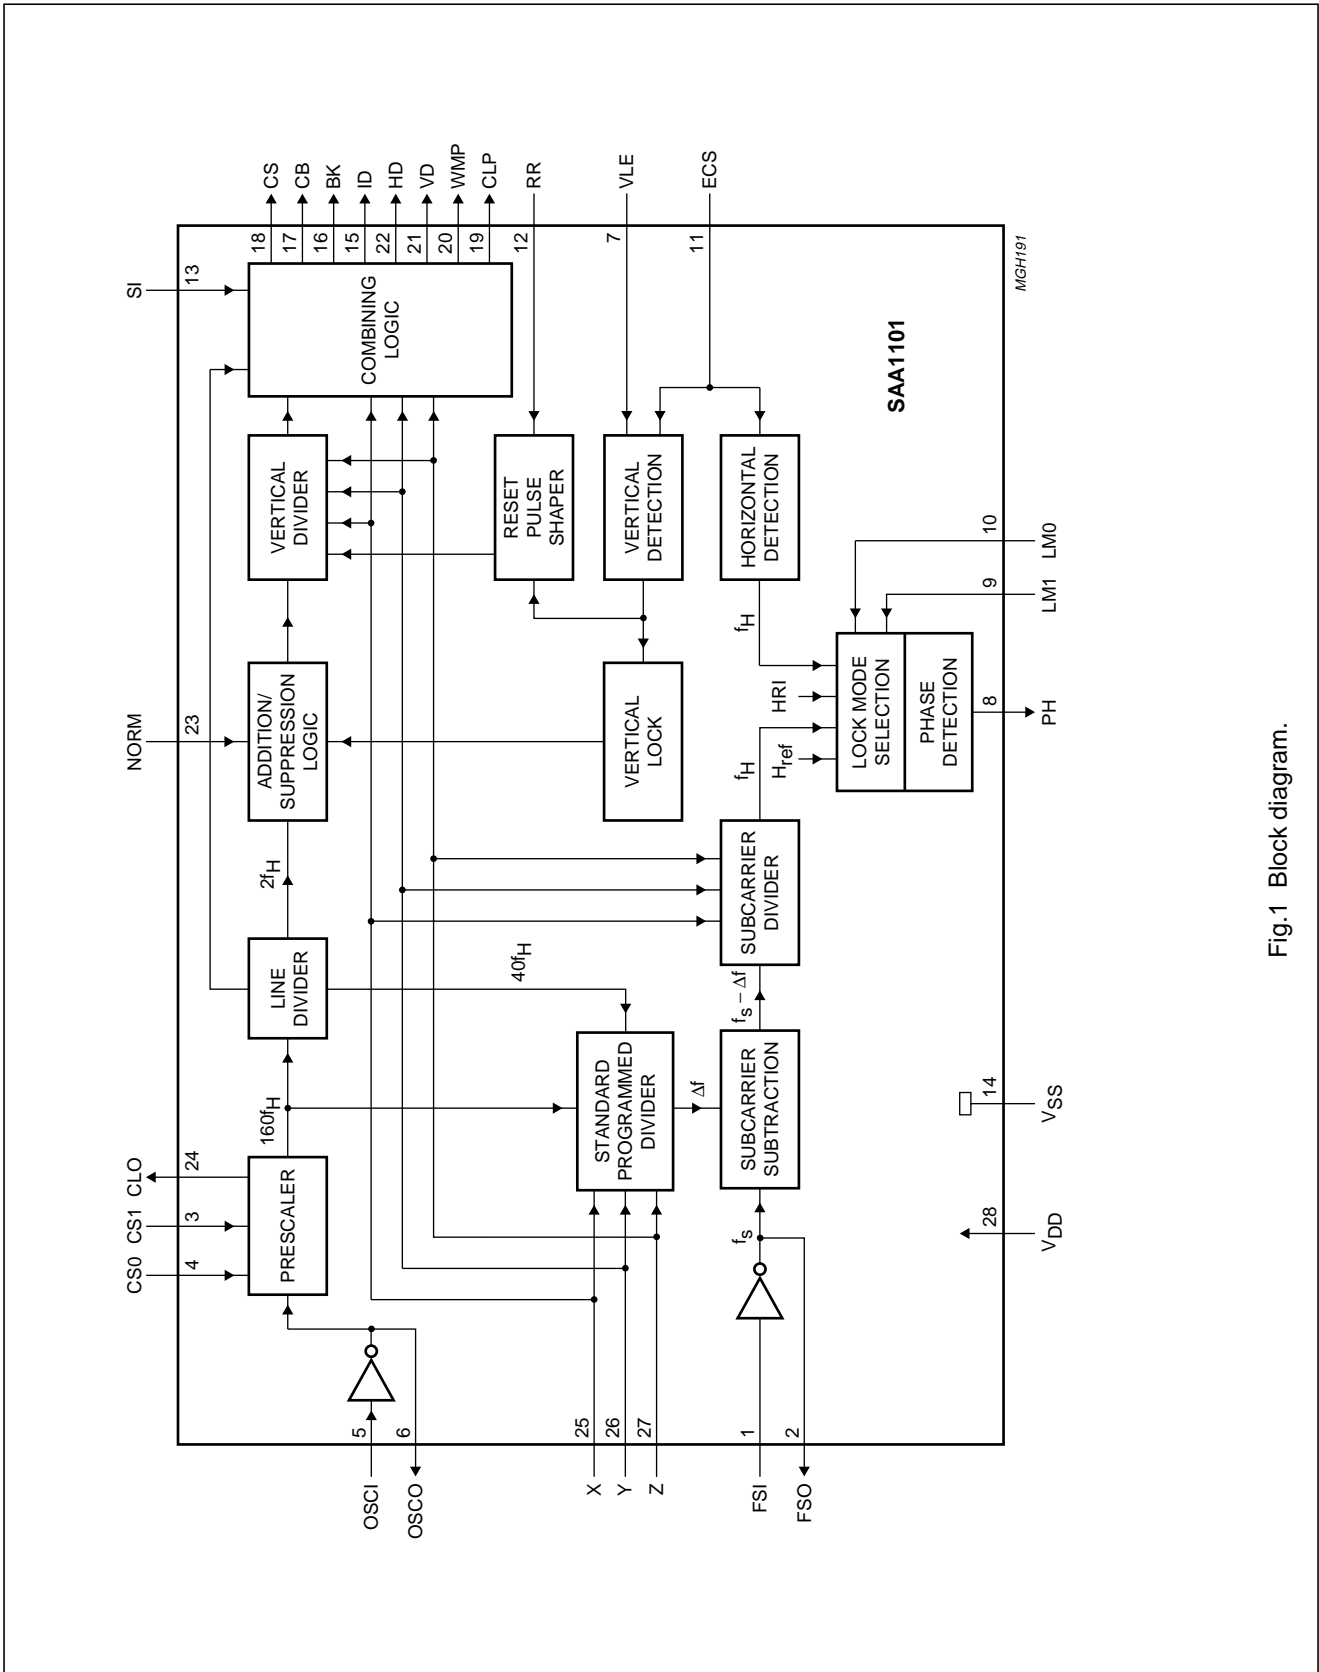 CS0
CS1
CLO
NORM
SI
4
3
24
23
13
PRESCALER
160fH
LINE
DIVIDER
2fH
ADDITION/
SUPPRESSION
LOGIC
VERTICAL
DIVIDER
COMBINING
LOGIC
18
CS
17
CB
16
BK
15
ID
22
HD
21
VD
20
WMP
19
CLP
OSCI
5
OSCO
6
40fH
RESET
PULSE
SHAPER
12
RR
X
25
Y
26
Z
27
STANDARD
PROGRAMMED
DIVIDER
VERTICAL
LOCK
VERTICAL
DETECTION
7
VLE
Δf
11
ECS
FSI
1
FSO
2
fs
SUBCARRIER
SUBTRACTION
fs – Δf
SUBCARRIER
DIVIDER
fH
Href
HRI
fH
HORIZONTAL
DETECTION
LOCK MODE
SELECTION
PHASE
DETECTION
SAA1101
28
14
8
9
10
VDD
VSS
PH
LM1
LM0
MGH191
Fig.1 Block diagram.